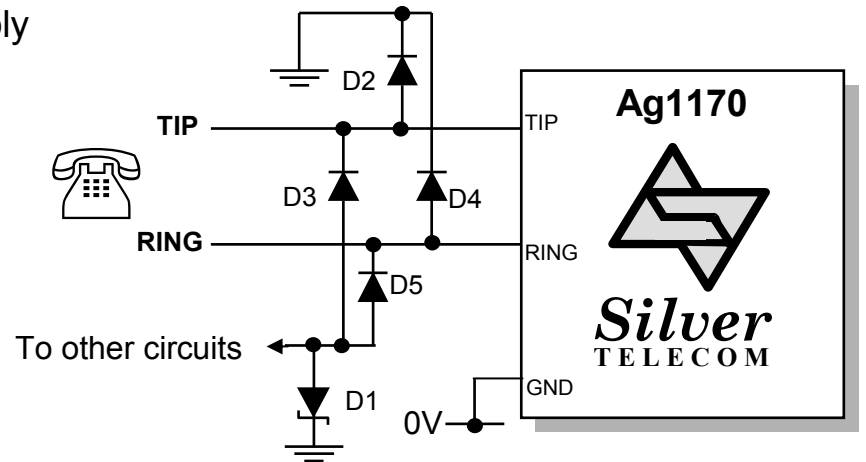 ply
D2
Ag1170
TIP
TIP
D3
D4
RING
RING
D5
Silver
TELECOM
To other circuits
GND
D1
0V